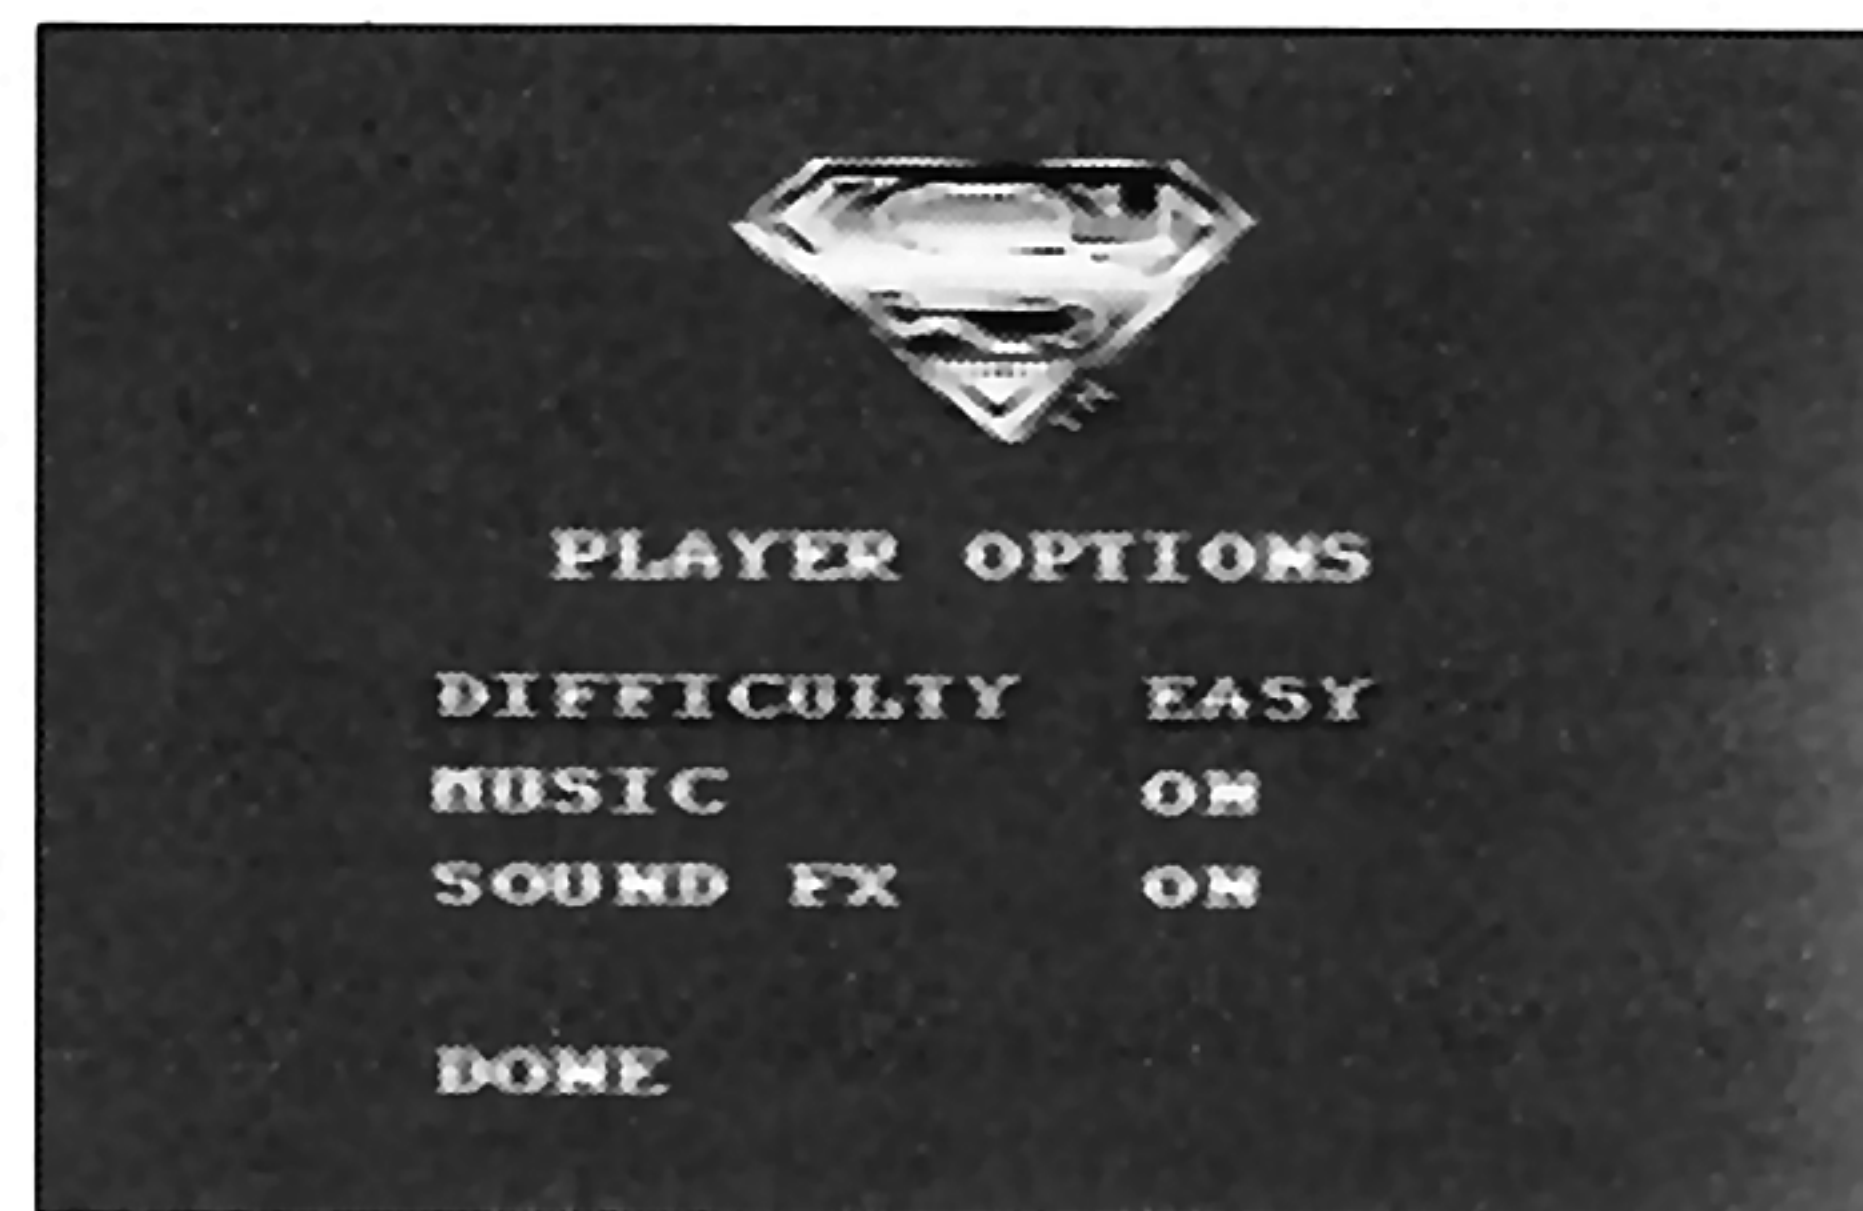 PLAYER OPTIONS
DIFFICULTY EASY
MUSIC ON
SOUND FX ON
DONE